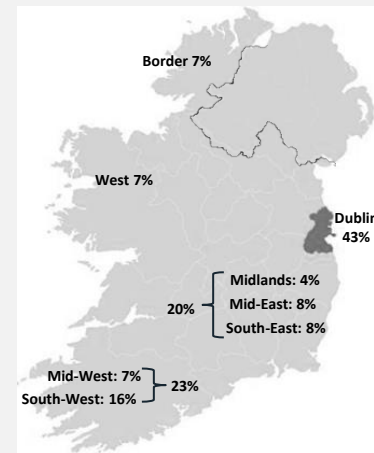 Border 7%
West 7%
Dublin
43%
Midlands: 4%
20%
Mid-East: 8%
South-East: 8%
Mid-West: 7%
23%
South-West: 16%